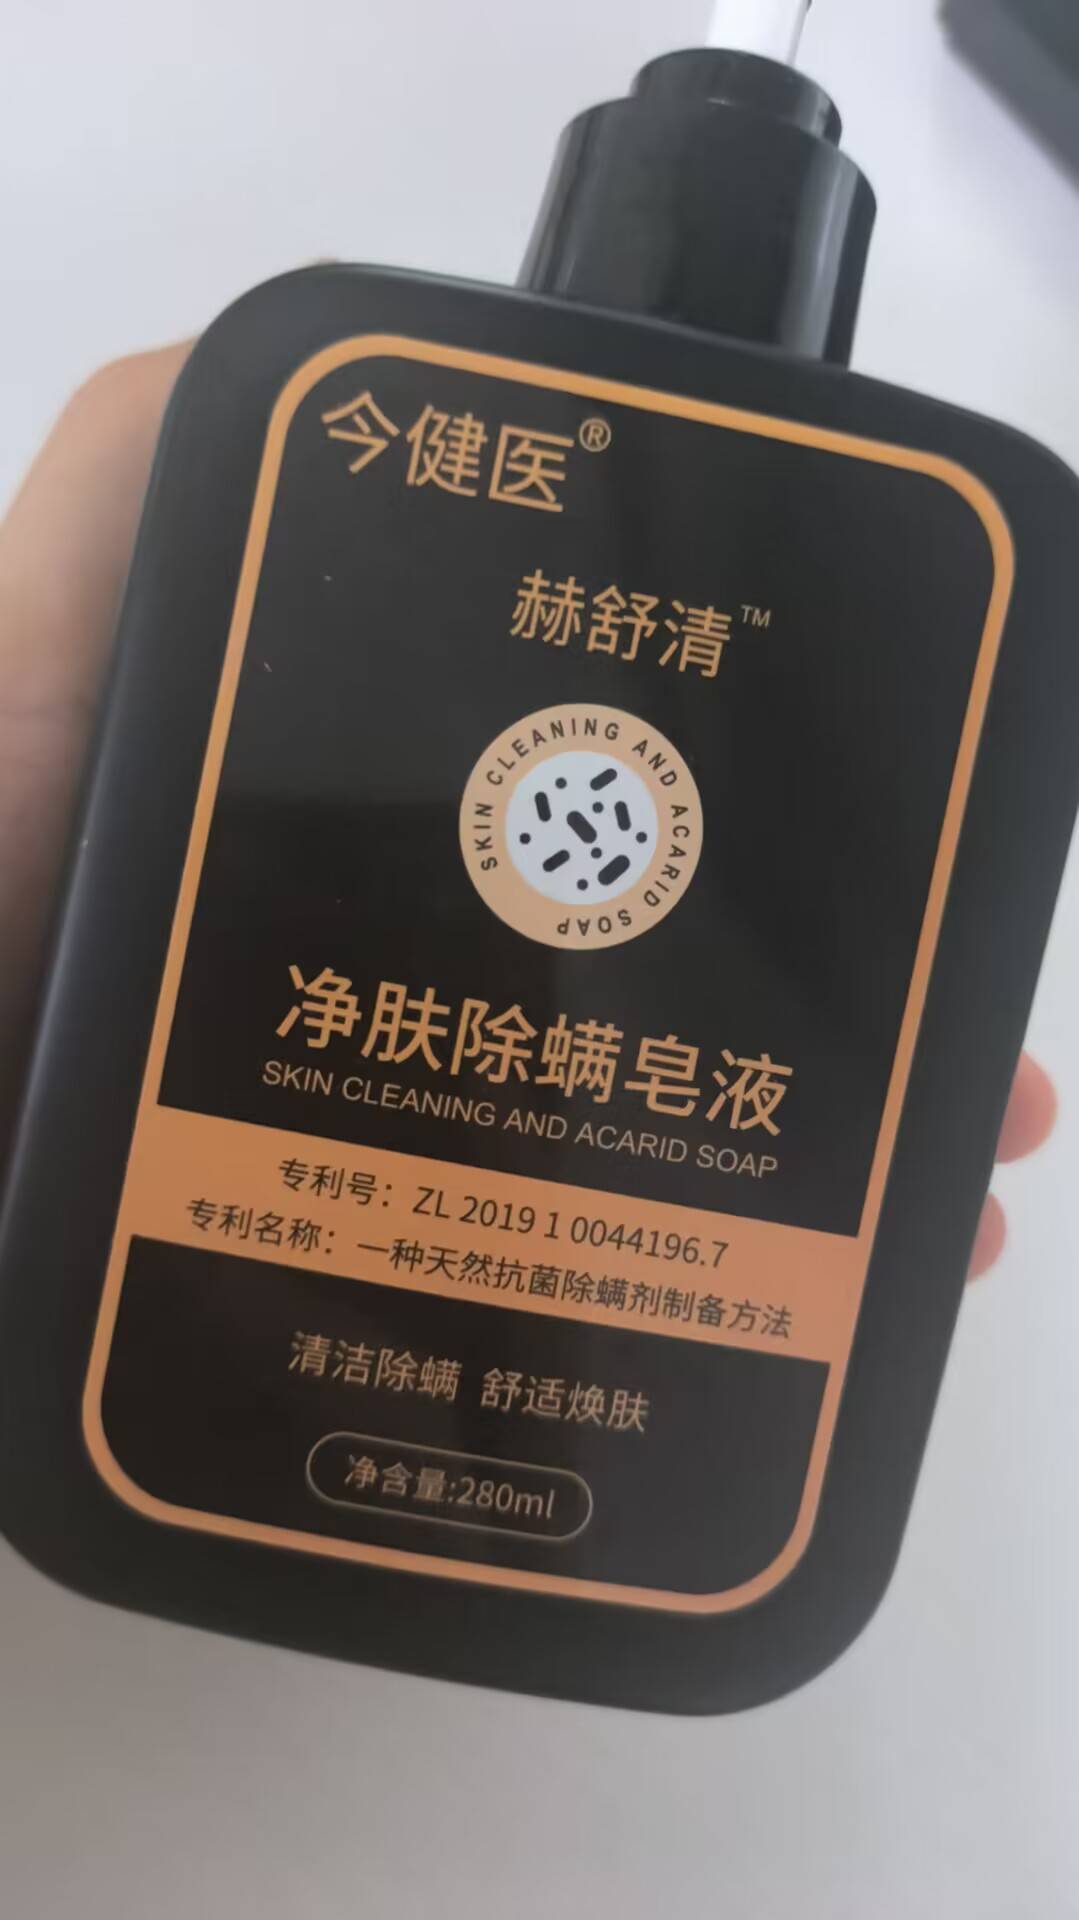 今健医®
赫舒清™
SKIN CLEANING AND ACARID SOAP
净肤除螨皂液
SKIN CLEANING AND ACARID SOAP
专利号：ZL 2019 1 0044196.7
专利名称：一种天然抗菌除螨剂制备方法
清洁除螨 舒适焕肤
净含量:280ml